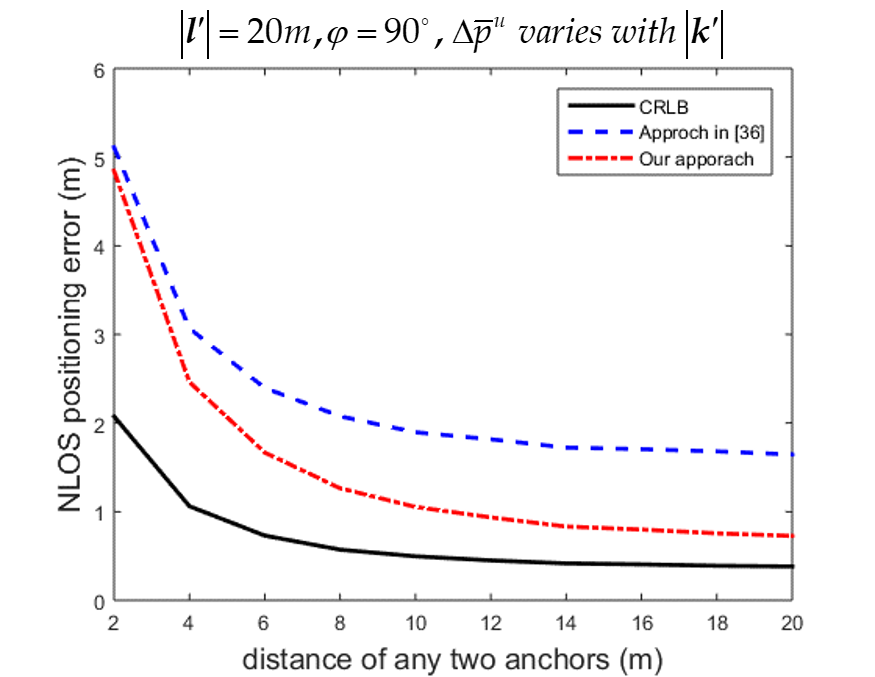 |l′| = 20m, φ = 90°, Δp̅ᵘ varies with |k′|
6
5
4
3
2
1
0
NLOS positioning error (m)
CRLB
Approch in [36]
Our apporach
2 4 6 8 10 12 14 16 18 20
distance of any two anchors (m)